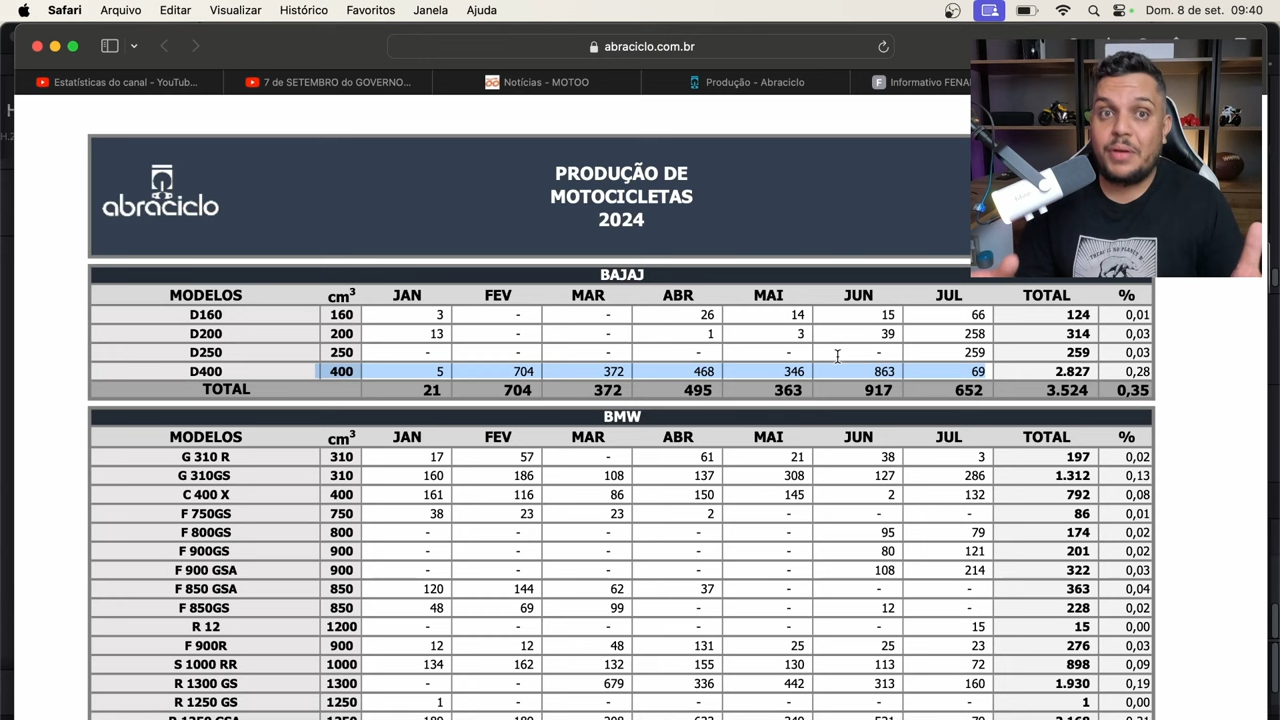 Safari Arquivo Editar Visualizar Histórico Favoritos Janela Ajuda Dom. 8 de set. 09:40
abraciclo.com.br
Estatísticas do canal - YouTub... 7 de SETEMBRO do GOVERNO... Notícias - MOTOO Produção - Abraciclo Informativo FENA
abraciclo
PRODUÇÃO DE
MOTOCICLETAS
2024
BAJAJ
MODELOS cm³ JAN FEV MAR ABR MAI JUN JUL TOTAL %
D160 160 3 - - 26 14 15 66 124 0,01
D200 200 13 - - 1 3 39 258 314 0,03
D250 250 - - - - - - 259 259 0,03
D400 400 5 704 372 468 346 863 69 2.827 0,28
TOTAL 21 704 372 495 363 917 652 3.524 0,35
BMW
MODELOS cm³ JAN FEV MAR ABR MAI JUN JUL TOTAL %
G 310 R 310 17 57 - 61 21 38 3 197 0,02
G 310GS 310 160 186 108 137 308 127 286 1.312 0,13
C 400 X 400 161 116 86 150 145 2 132 792 0,08
F 750GS 750 38 23 23 2 - - - 86 0,01
F 800GS 800 - - - - - 95 79 174 0,02
F 900GS 900 - - - - - 80 121 201 0,02
F 900 GSA 900 - - - - - 108 214 322 0,03
F 850 GSA 850 120 144 62 37 - - - 363 0,04
F 850GS 850 48 69 99 - - 12 - 228 0,02
R 12 1200 - - - - - - 15 15 0,00
F 900R 900 12 12 48 131 25 25 23 276 0,03
S 1000 RR 1000 134 162 132 155 130 113 72 898 0,09
R 1300 GS 1300 - - 679 336 442 313 160 1.930 0,19
R 1250 GS 1250 1 - - - - - - 1 0,00